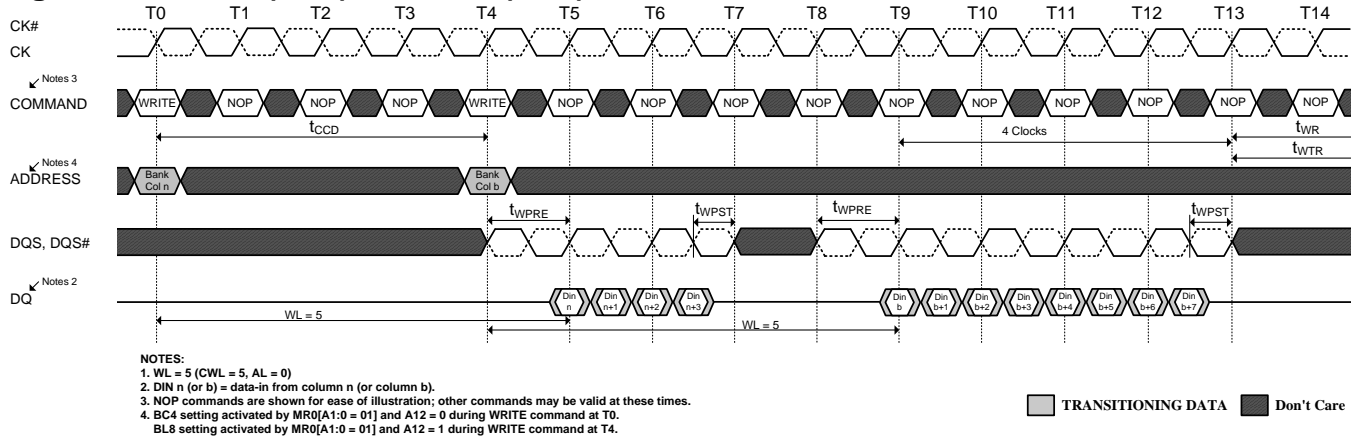 T0 T1 T2 T3 T4 T5 T6 T7 T8 T9 T10 T11 T12 T13 T14
CK#
CK
Notes 3
COMMAND WRITE NOP NOP NOP WRITE NOP NOP NOP NOP NOP NOP NOP NOP NOP NOP
tCCD 4 Clocks tWR
tWTR
Notes 4
ADDRESS Bank Col n Bank Col b
tWPRE tWPST tWPRE tWPST
DQS, DQS#
Notes 2
DQ Din n Din n+1 Din n+2 Din n+3 Din b Din b+1 Din b+2 Din b+3 Din b+4 Din b+5 Din b+6 Din b+7
WL = 5 WL = 5
NOTES:
1. WL = 5 (CWL = 5, AL = 0)
2. DIN n (or b) = data-in from column n (or column b).
3. NOP commands are shown for ease of illustration; other commands may be valid at these times.
4. BC4 setting activated by MR0[A1:0 = 01] and A12 = 0 during WRITE command at T0.
BL8 setting activated by MR0[A1:0 = 01] and A12 = 1 during WRITE command at T4.
TRANSITIONING DATA Don't Care